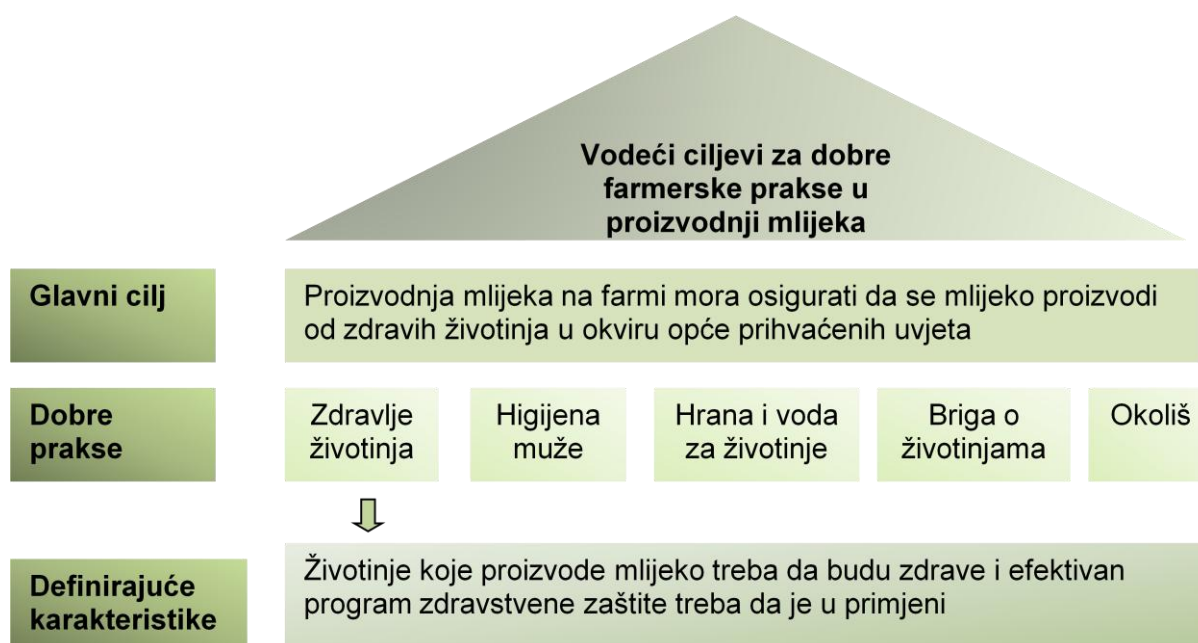 Vodeći ciljevi za dobre
farmerske prakse u
proizvodnji mlijeka
Glavni cilj
Proizvodnja mlijeka na farmi mora osigurati da se mlijeko proizvodi
od zdravih životinja u okviru opće prihvaćenih uvjeta
Dobre
prakse
Zdravlje
životinja
Higijena
muže
Hrana i voda
za životinje
Briga o
životinjama
Okoliš
Definirajuće
karakteristike
Životinje koje proizvode mlijeko treba da budu zdrave i efektivan
program zdravstvene zaštite treba da je u primjeni